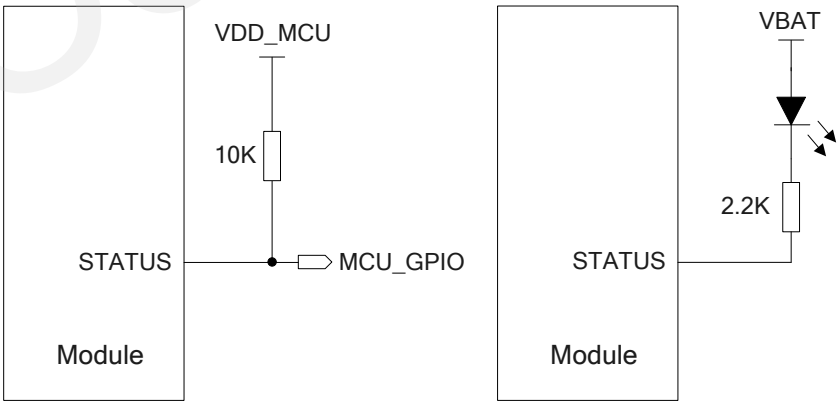 VDD_MCU
10K
STATUS
MCU_GPIO
Module
VBAT
2.2K
STATUS
Module